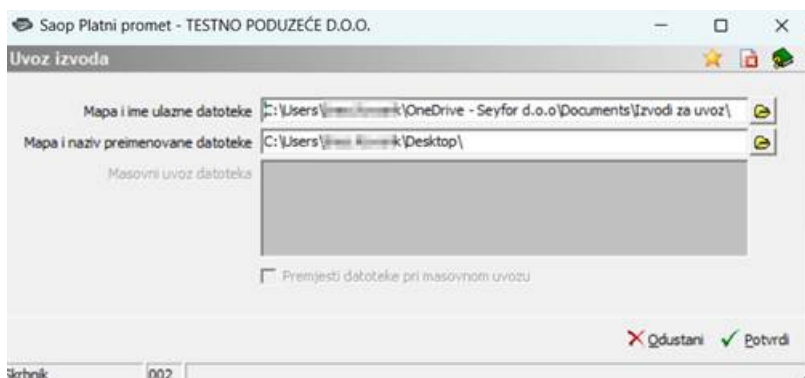 Saop Platni promet - TESTNO PODUZEĆE D.O.O.
Uvoz izvoda
Mapa i ime ulazne datoteke C:\Users\ \OneDrive - Seyfor d.o.o\Documents\Izvodi za uvoz\
Mapa i naziv preimenovane datoteke C:\Users\ \Desktop\
Masovni uvoz datoteka
Premjesti datoteke pri masovnom uvozu
Odustani Potvrdi
Skrbnik 002